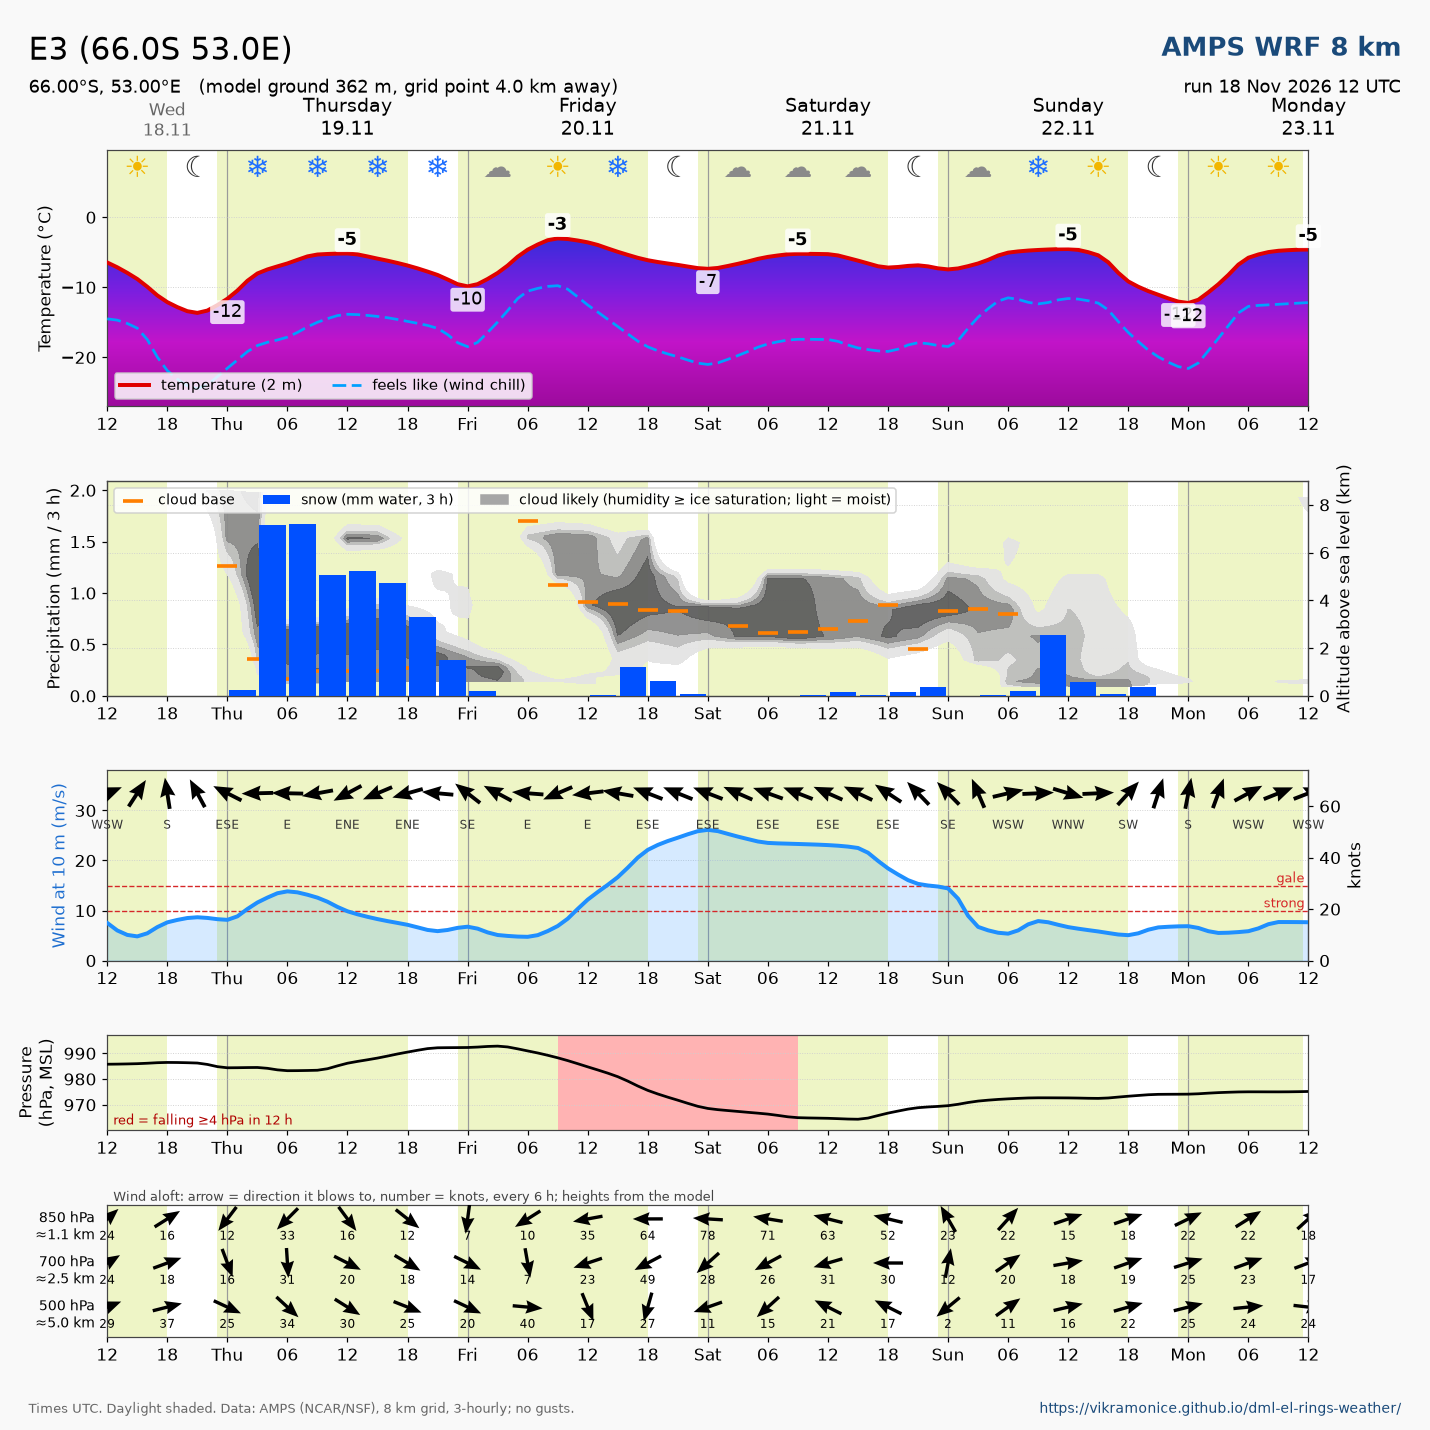 E3 (66.0S 53.0E)
AMPS WRF 8 km
66.00°S, 53.00°E (model ground 362 m, grid point 4.0 km away)
run 18 Nov 2026 12 UTC
Wed Thursday Friday Saturday Sunday Monday
18.11 19.11 20.11 21.11 22.11 23.11
Temperature (°C)
0
−10
−20
-12 -5 -10 -3 -7 -5 -5 -12 -5
temperature (2 m) feels like (wind chill)
12 18 Thu 06 12 18 Fri 06 12 18 Sat 06 12 18 Sun 06 12 18 Mon 06 12
Precipitation (mm / 3 h)
2.0
1.5
1.0
0.5
0.0
cloud base snow (mm water, 3 h) cloud likely (humidity ≥ ice saturation; light = moist)
8
6
4
2
0
Altitude above sea level (km)
12 18 Thu 06 12 18 Fri 06 12 18 Sat 06 12 18 Sun 06 12 18 Mon 06 12
Wind at 10 m (m/s)
30
20
10
0
WSW S ESE E ENE ENE SE E E ESE ESE ESE ESE ESE SE WSW WNW SW S WSW WSW
gale
strong
60
40
20
0
knots
12 18 Thu 06 12 18 Fri 06 12 18 Sat 06 12 18 Sun 06 12 18 Mon 06 12
Pressure
(hPa, MSL)
990
980
970
red = falling ≥4 hPa in 12 h
12 18 Thu 06 12 18 Fri 06 12 18 Sat 06 12 18 Sun 06 12 18 Mon 06 12
Wind aloft: arrow = direction it blows to, number = knots, every 6 h; heights from the model
850 hPa
≈1.1 km 24 16 12 33 16 12 7 10 35 64 78 71 63 52 23 22 15 18 22 22 18
700 hPa
≈2.5 km 24 18 16 31 20 18 14 7 23 49 28 26 31 30 12 20 18 19 25 23 17
500 hPa
≈5.0 km 29 37 25 34 30 25 20 40 17 27 11 15 21 17 2 11 16 22 25 24 24
12 18 Thu 06 12 18 Fri 06 12 18 Sat 06 12 18 Sun 06 12 18 Mon 06 12
Times UTC. Daylight shaded. Data: AMPS (NCAR/NSF), 8 km grid, 3-hourly; no gusts.
https://vikramonice.github.io/dml-el-rings-weather/